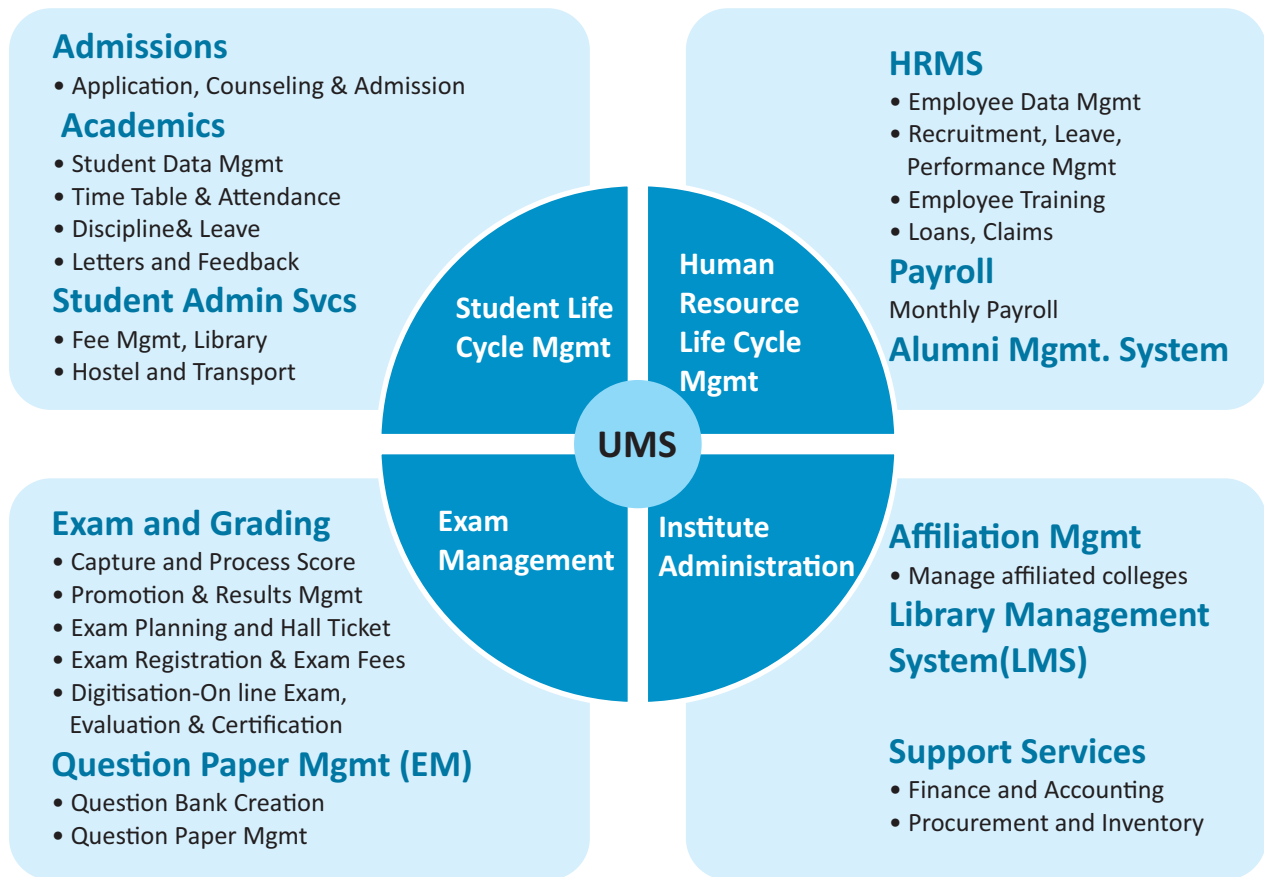 Admissions
• Application, Counseling & Admission
Academics
• Student Data Mgmt
• Time Table & Attendance
• Discipline& Leave
• Letters and Feedback
Student Admin Svcs
• Fee Mgmt, Library
• Hostel and Transport
HRMS
• Employee Data Mgmt
• Recruitment, Leave,
Performance Mgmt
• Employee Training
• Loans, Claims
Payroll
Monthly Payroll
Alumni Mgmt. System
Student Life
Cycle Mgmt
Human
Resource
Life Cycle
Mgmt
UMS
Exam
Management
Institute
Administration
Exam and Grading
• Capture and Process Score
• Promotion & Results Mgmt
• Exam Planning and Hall Ticket
• Exam Registration & Exam Fees
• Digitisation-On line Exam,
Evaluation & Certification
Question Paper Mgmt (EM)
• Question Bank Creation
• Question Paper Mgmt
Affiliation Mgmt
• Manage affiliated colleges
Library Management
System(LMS)
Support Services
• Finance and Accounting
• Procurement and Inventory